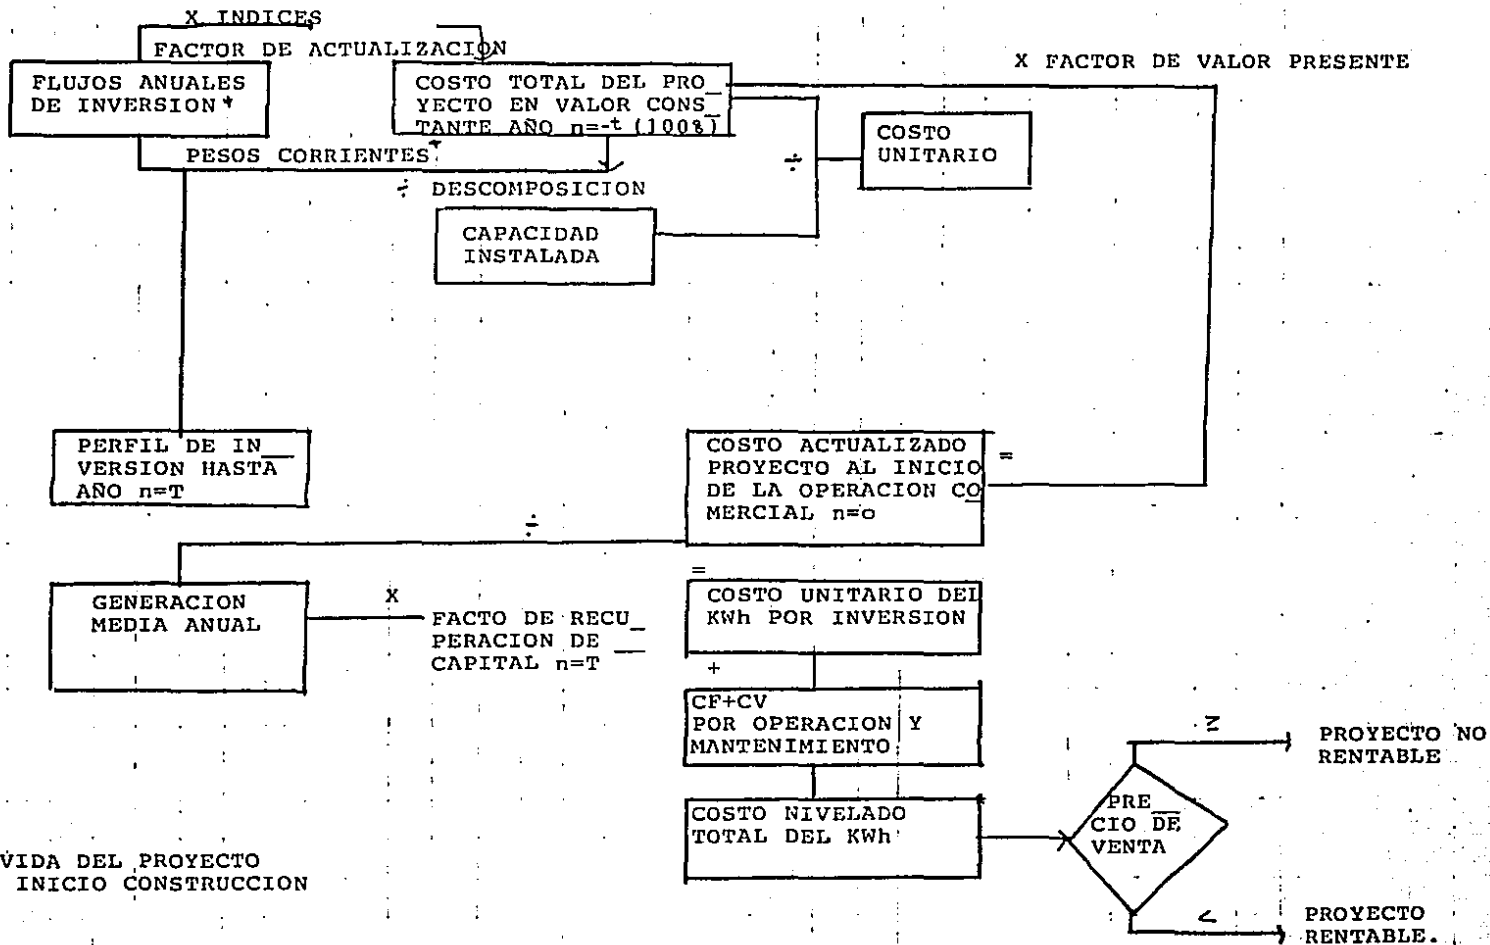 X INDICES
FACTOR DE ACTUALIZACION
X FACTOR DE VALOR PRESENTE
FLUJOS ANUALES
DE INVERSION
COSTO TOTAL DEL PRO_
YECTO EN VALOR CONS_
TANTE AÑO n=-t (100%)
PESOS CORRIENTES
÷
COSTO
UNITARIO
÷ DESCOMPOSICION
CAPACIDAD
INSTALADA
PERFIL DE IN__
VERSION HASTA
AÑO n=T
COSTO ACTUALIZADO
PROYECTO AL INICIO
DE LA OPERACION CO
MERCIAL n=o
=
÷
GENERACION
MEDIA ANUAL
X
FACTO DE RECU_
PERACION DE __
CAPITAL n=T
=
COSTO UNITARIO DEL
KWh POR INVERSION
+
CF+CV
POR OPERACION Y
MANTENIMIENTO
COSTO NIVELADO
TOTAL DEL KWh
PRE__
CIO DE
VENTA
≥
PROYECTO NO
RENTABLE
<
PROYECTO
RENTABLE.
VIDA DEL PROYECTO
INICIO CONSTRUCCION